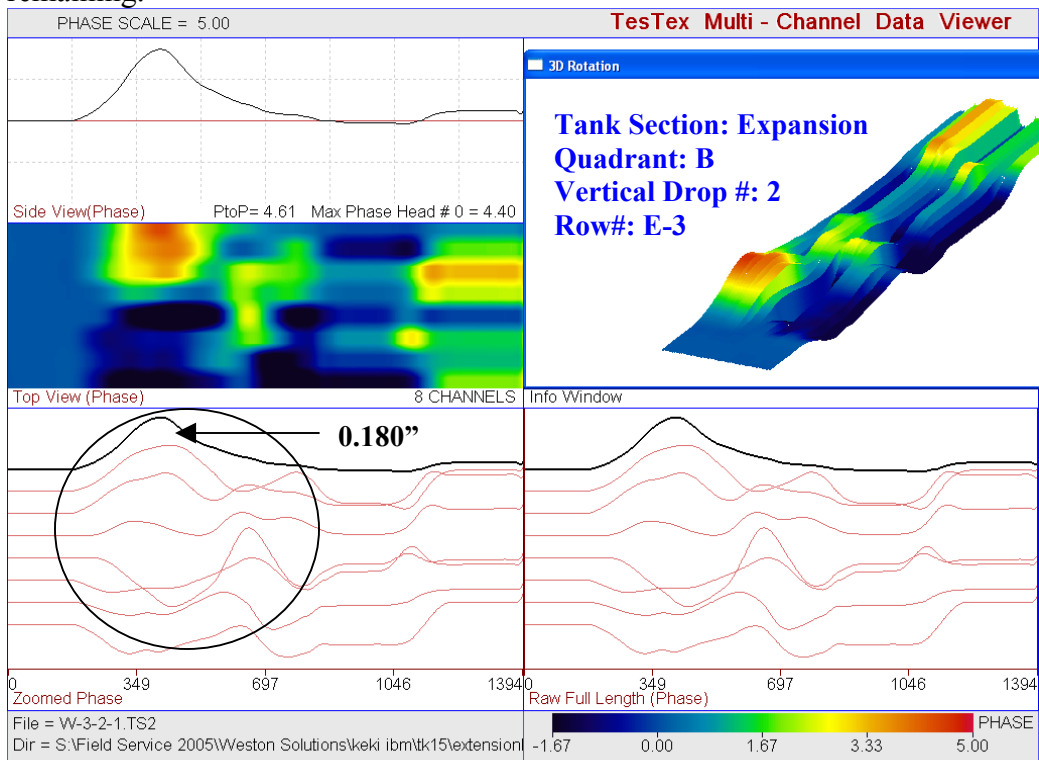 remaining.
PHASE SCALE = 5.00
TesTex Multi - Channel Data Viewer
3D Rotation
Tank Section: Expansion
Quadrant: B
Vertical Drop #: 2
Row#: E-3
Side View(Phase) PtoP= 4.61 Max Phase Head # 0 = 4.40
Top View (Phase) 8 CHANNELS
Info Window
0.180”
0 349 697 1046 1394
Zoomed Phase
0 349 697 1046 1394
Raw Full Length (Phase)
File = W-3-2-1.TS2
Dir = S:\Field Service 2005\Weston Solutions\keki ibm\tk15\extension
PHASE
-1.67 0.00 1.67 3.33 5.00